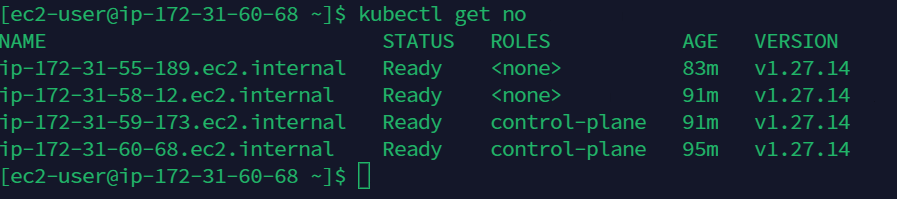 [ec2-user@ip-172-31-60-68 ~]$ kubectl get no
NAME                            STATUS   ROLES           AGE   VERSION
ip-172-31-55-189.ec2.internal   Ready    <none>          83m   v1.27.14
ip-172-31-58-12.ec2.internal    Ready    <none>          91m   v1.27.14
ip-172-31-59-173.ec2.internal   Ready    control-plane   91m   v1.27.14
ip-172-31-60-68.ec2.internal    Ready    control-plane   95m   v1.27.14
[ec2-user@ip-172-31-60-68 ~]$